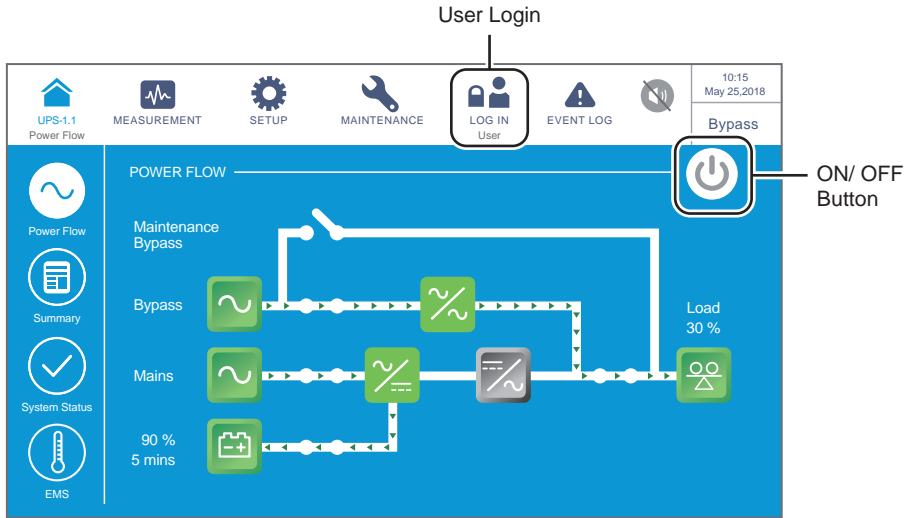 User Login
10:15
May 25,2018
UPS-1.1
MEASUREMENT
SETUP
MAINTENANCE
LOG IN
EVENT LOG
Power Flow
User
Bypass
POWER FLOW
ON/ OFF
Button
Power Flow
Maintenance
Bypass
Summary
Bypass
Load
30 %
Mains
System Status
90 %
5 mins
EMS